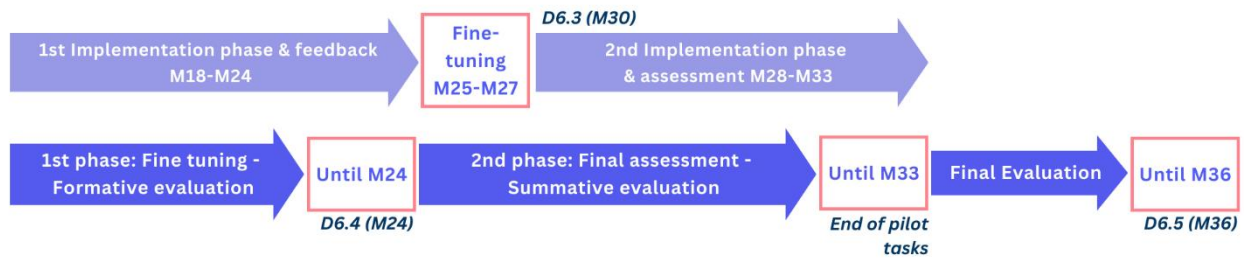 D6.3 (M30)
1st Implementation phase & feedback
M18-M24
Fine-
tuning
M25-M27
2nd Implementation phase
& assessment M28-M33
1st phase: Fine tuning -
Formative evaluation
Until M24
2nd phase: Final assessment -
Summative evaluation
Until M33
Final Evaluation
Until M36
D6.4 (M24)
End of pilot
tasks
D6.5 (M36)